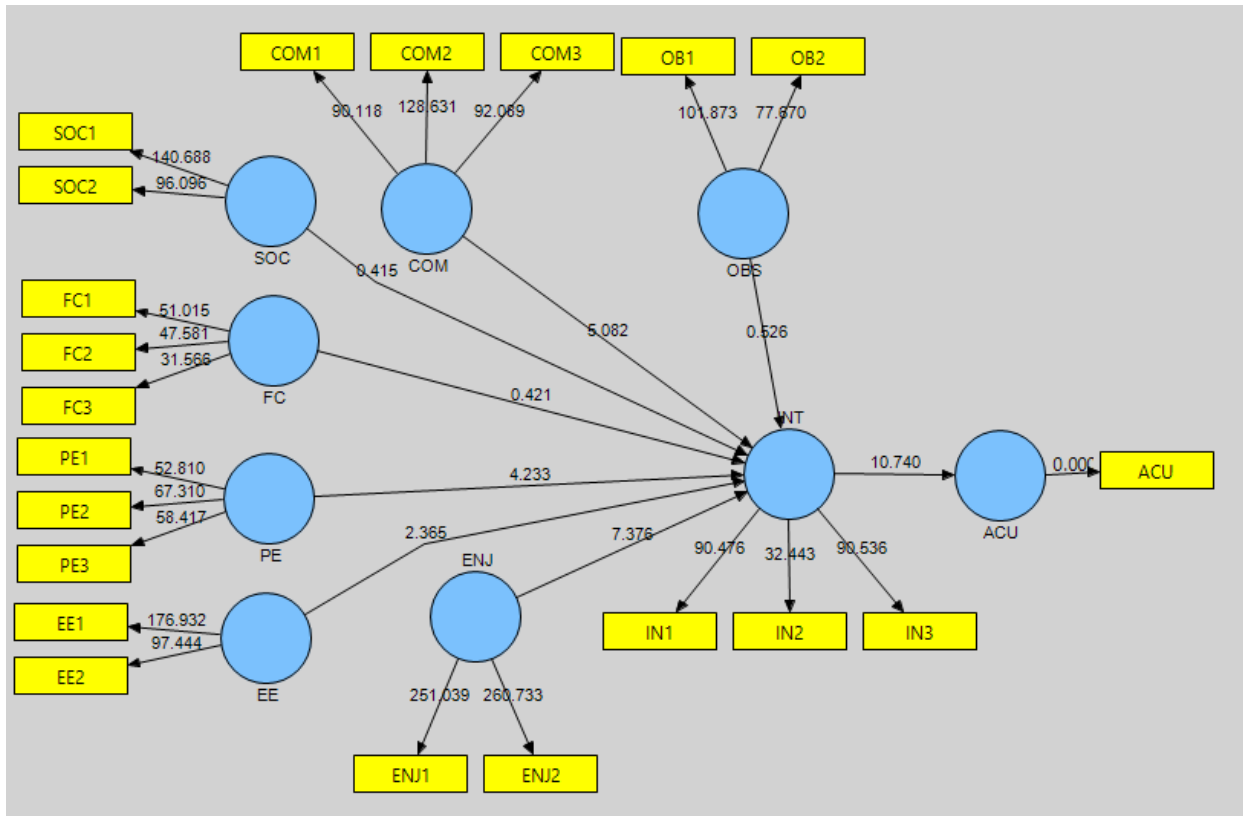 COM1
COM2
COM3
OB1
OB2
90.118
128.631
92.089
101.873
77.670
SOC1
SOC2
140.688
96.096
SOC
COM
OBS
0.415
5.082
0.526
FC1
FC2
FC3
51.015
47.581
31.566
FC
0.421
INT
PE1
PE2
PE3
52.810
67.310
58.417
PE
4.233
10.740
0.000
ACU
ACU
2.365
7.376
ENJ
90.476
32.443
90.536
EE1
EE2
176.932
97.444
EE
IN1
IN2
IN3
251.039
260.733
ENJ1
ENJ2